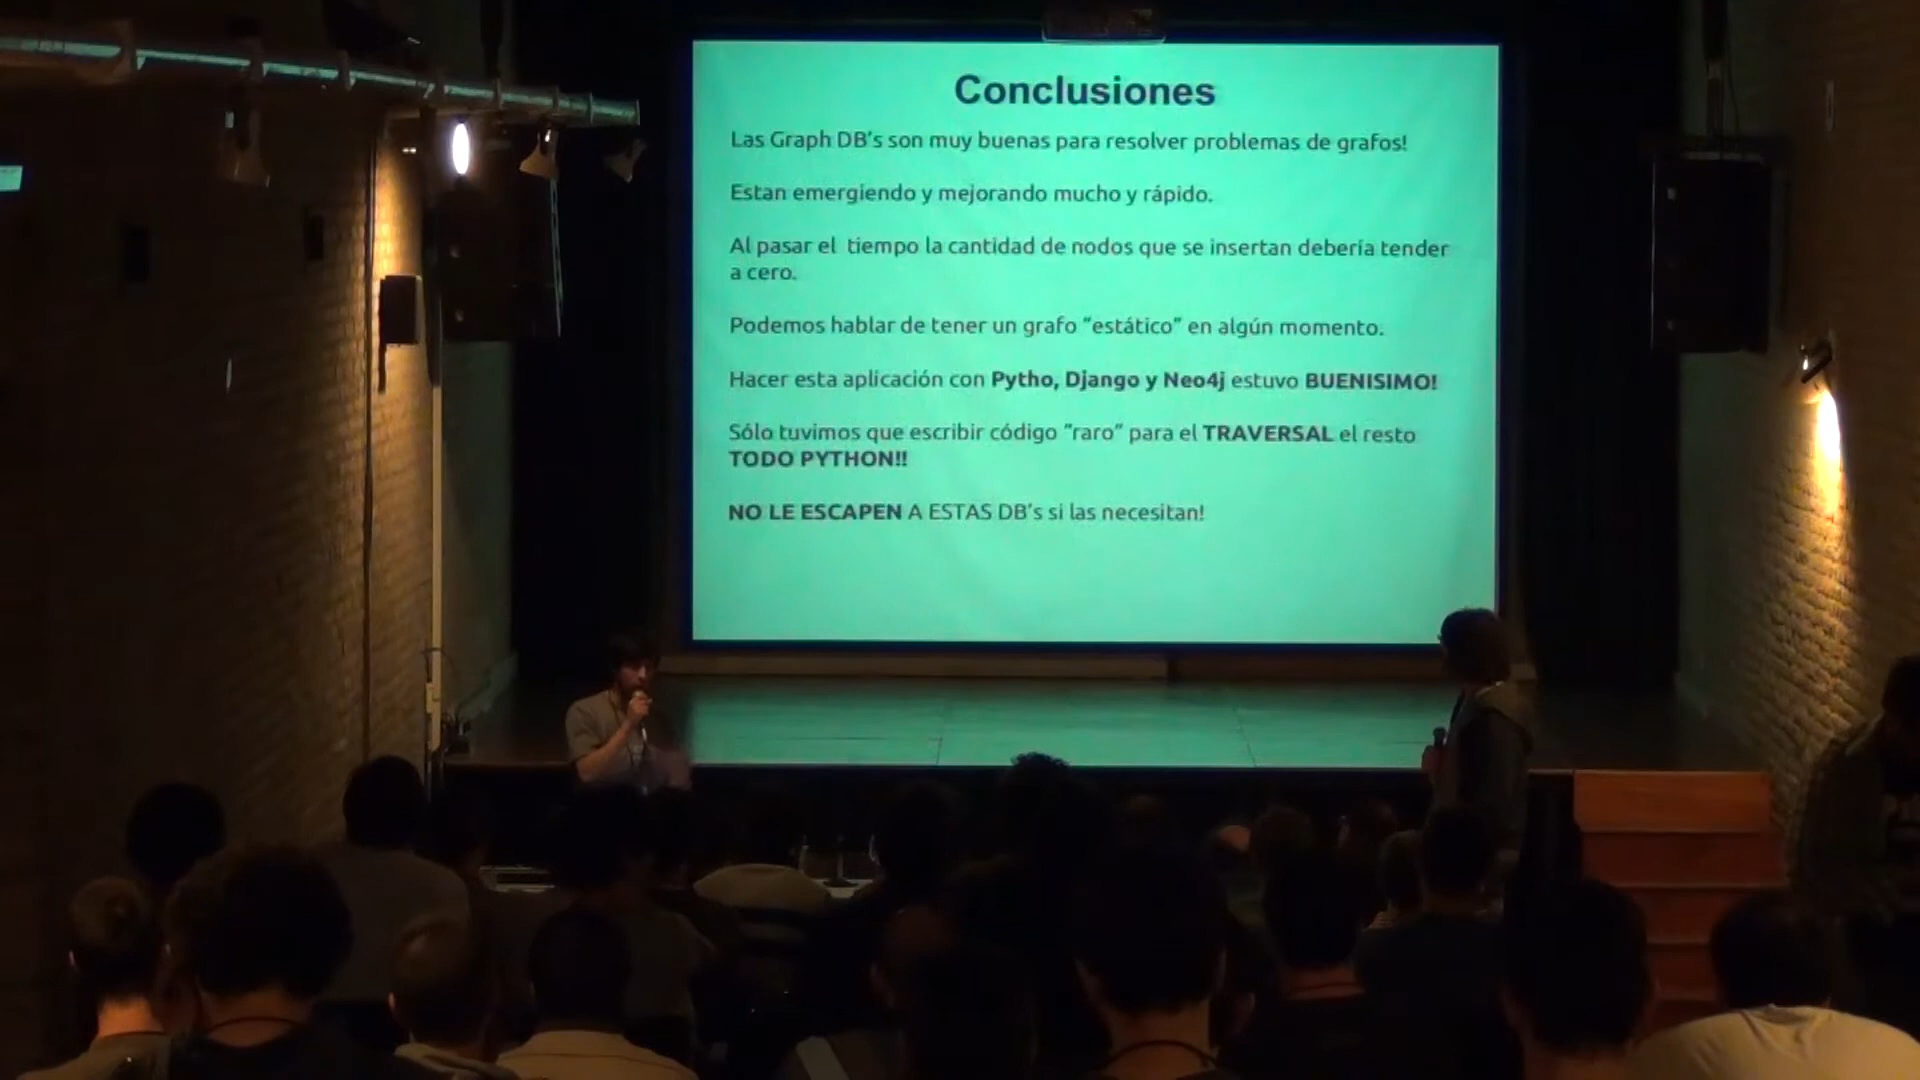 Conclusiones
Las Graph DB's son muy buenas para resolver problemas de grafos!
Estan emergiendo y mejorando mucho y rápido.
Al pasar el tiempo la cantidad de nodos que se insertan debería tender
a cero.
Podemos hablar de tener un grafo "estático" en algún momento.
Hacer esta aplicación con Pytho, Django y Neo4j estuvo BUENISIMO!
Sólo tuvimos que escribir código "raro" para el TRAVERSAL el resto
TODO PYTHON!!
NO LE ESCAPEN A ESTAS DB's si las necesitan!